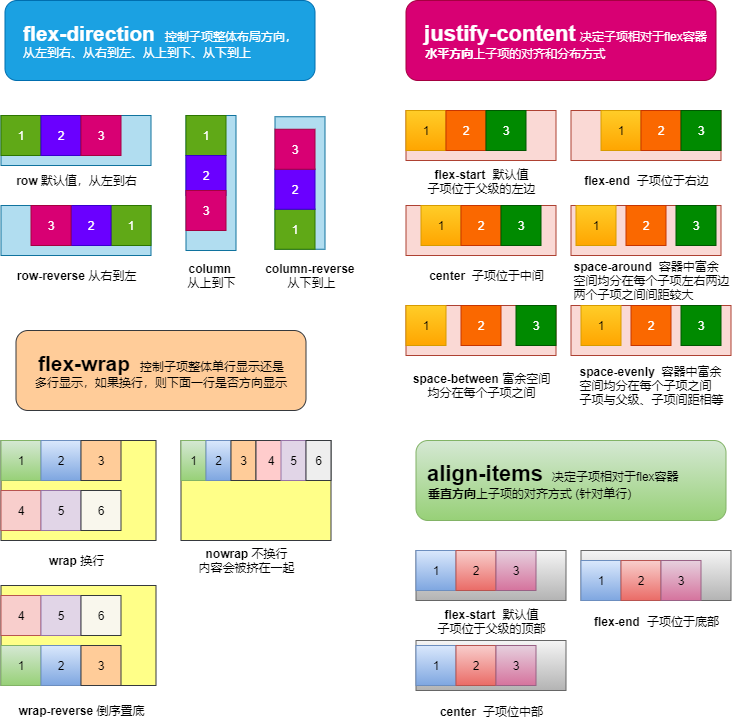 flex-direction 控制子项整体布局方向，
从左到右、从右到左、从上到下、从下到上
1 2 3
row 默认值，从左到右
3 2 1
row-reverse 从右到左
1
2
3
column
从上到下
3
2
1
column-reverse
从下到上
flex-wrap 控制子项整体单行显示还是
多行显示，如果换行，则下面一行是否方向显示
1 2 3
4 5 6
wrap 换行
1 2 3 4 5 6
nowrap 不换行
内容会被挤在一起
4 5 6
1 2 3
wrap-reverse 倒序置底
justify-content 决定子项相对于flex容器
水平方向上子项的对齐和分布方式
1 2 3
flex-start 默认值
子项位于父级的左边
1 2 3
flex-end 子项位于右边
1 2 3
center 子项位于中间
1 2 3
space-around 容器中富余
空间均分在每个子项左右两边
两个子项之间间距较大
1 2 3
space-between 富余空间
均分在每个子项之间
1 2 3
space-evenly 容器中富余
空间均分在每个子项之间
子项与父级、子项间距相等
align-items 决定子项相对于flex容器
垂直方向上子项的对齐方式 (针对单行)
1 2 3
flex-start 默认值
子项位于父级的顶部
1 2 3
flex-end 子项位于底部
1 2 3
center 子项位中部